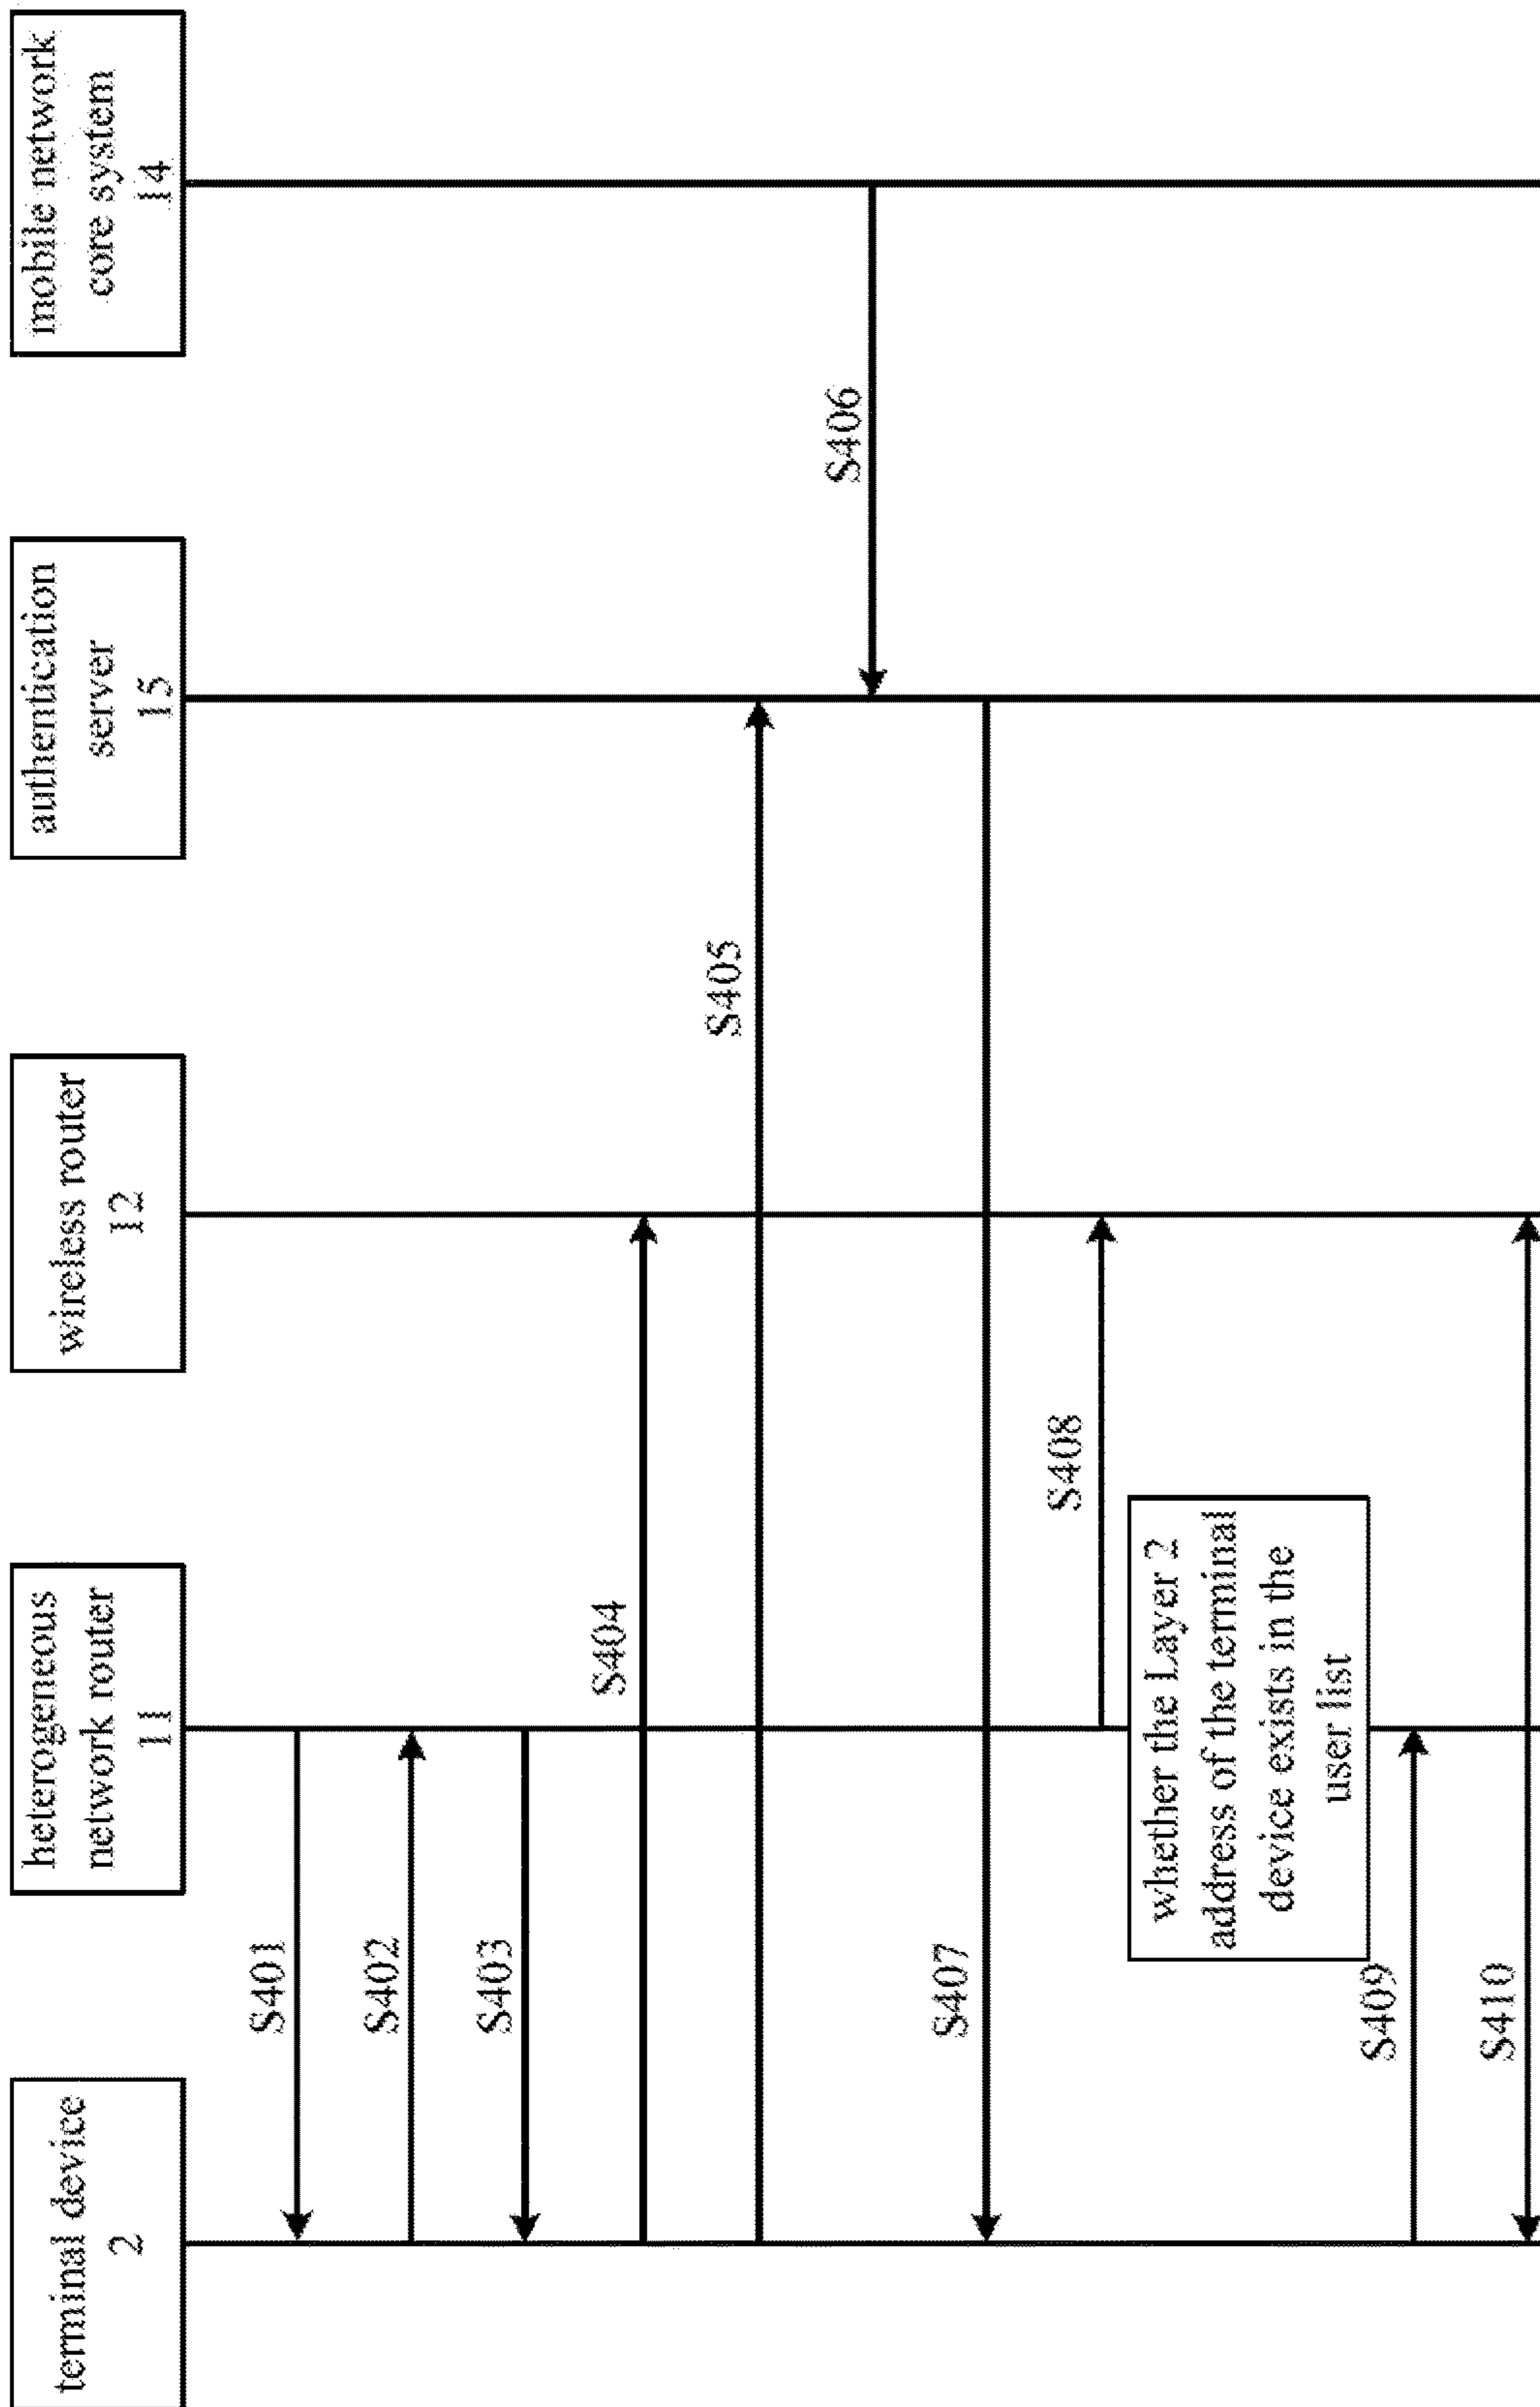 terminal device
2
heterogeneous
network router
11
wireless router
12
authentication
server
15
mobile network
core system
14
S401
S402
S403
S404
S405
S406
S407
S408
whether the Layer 2
address of the terminal
device exists in the
user list
S409
S410